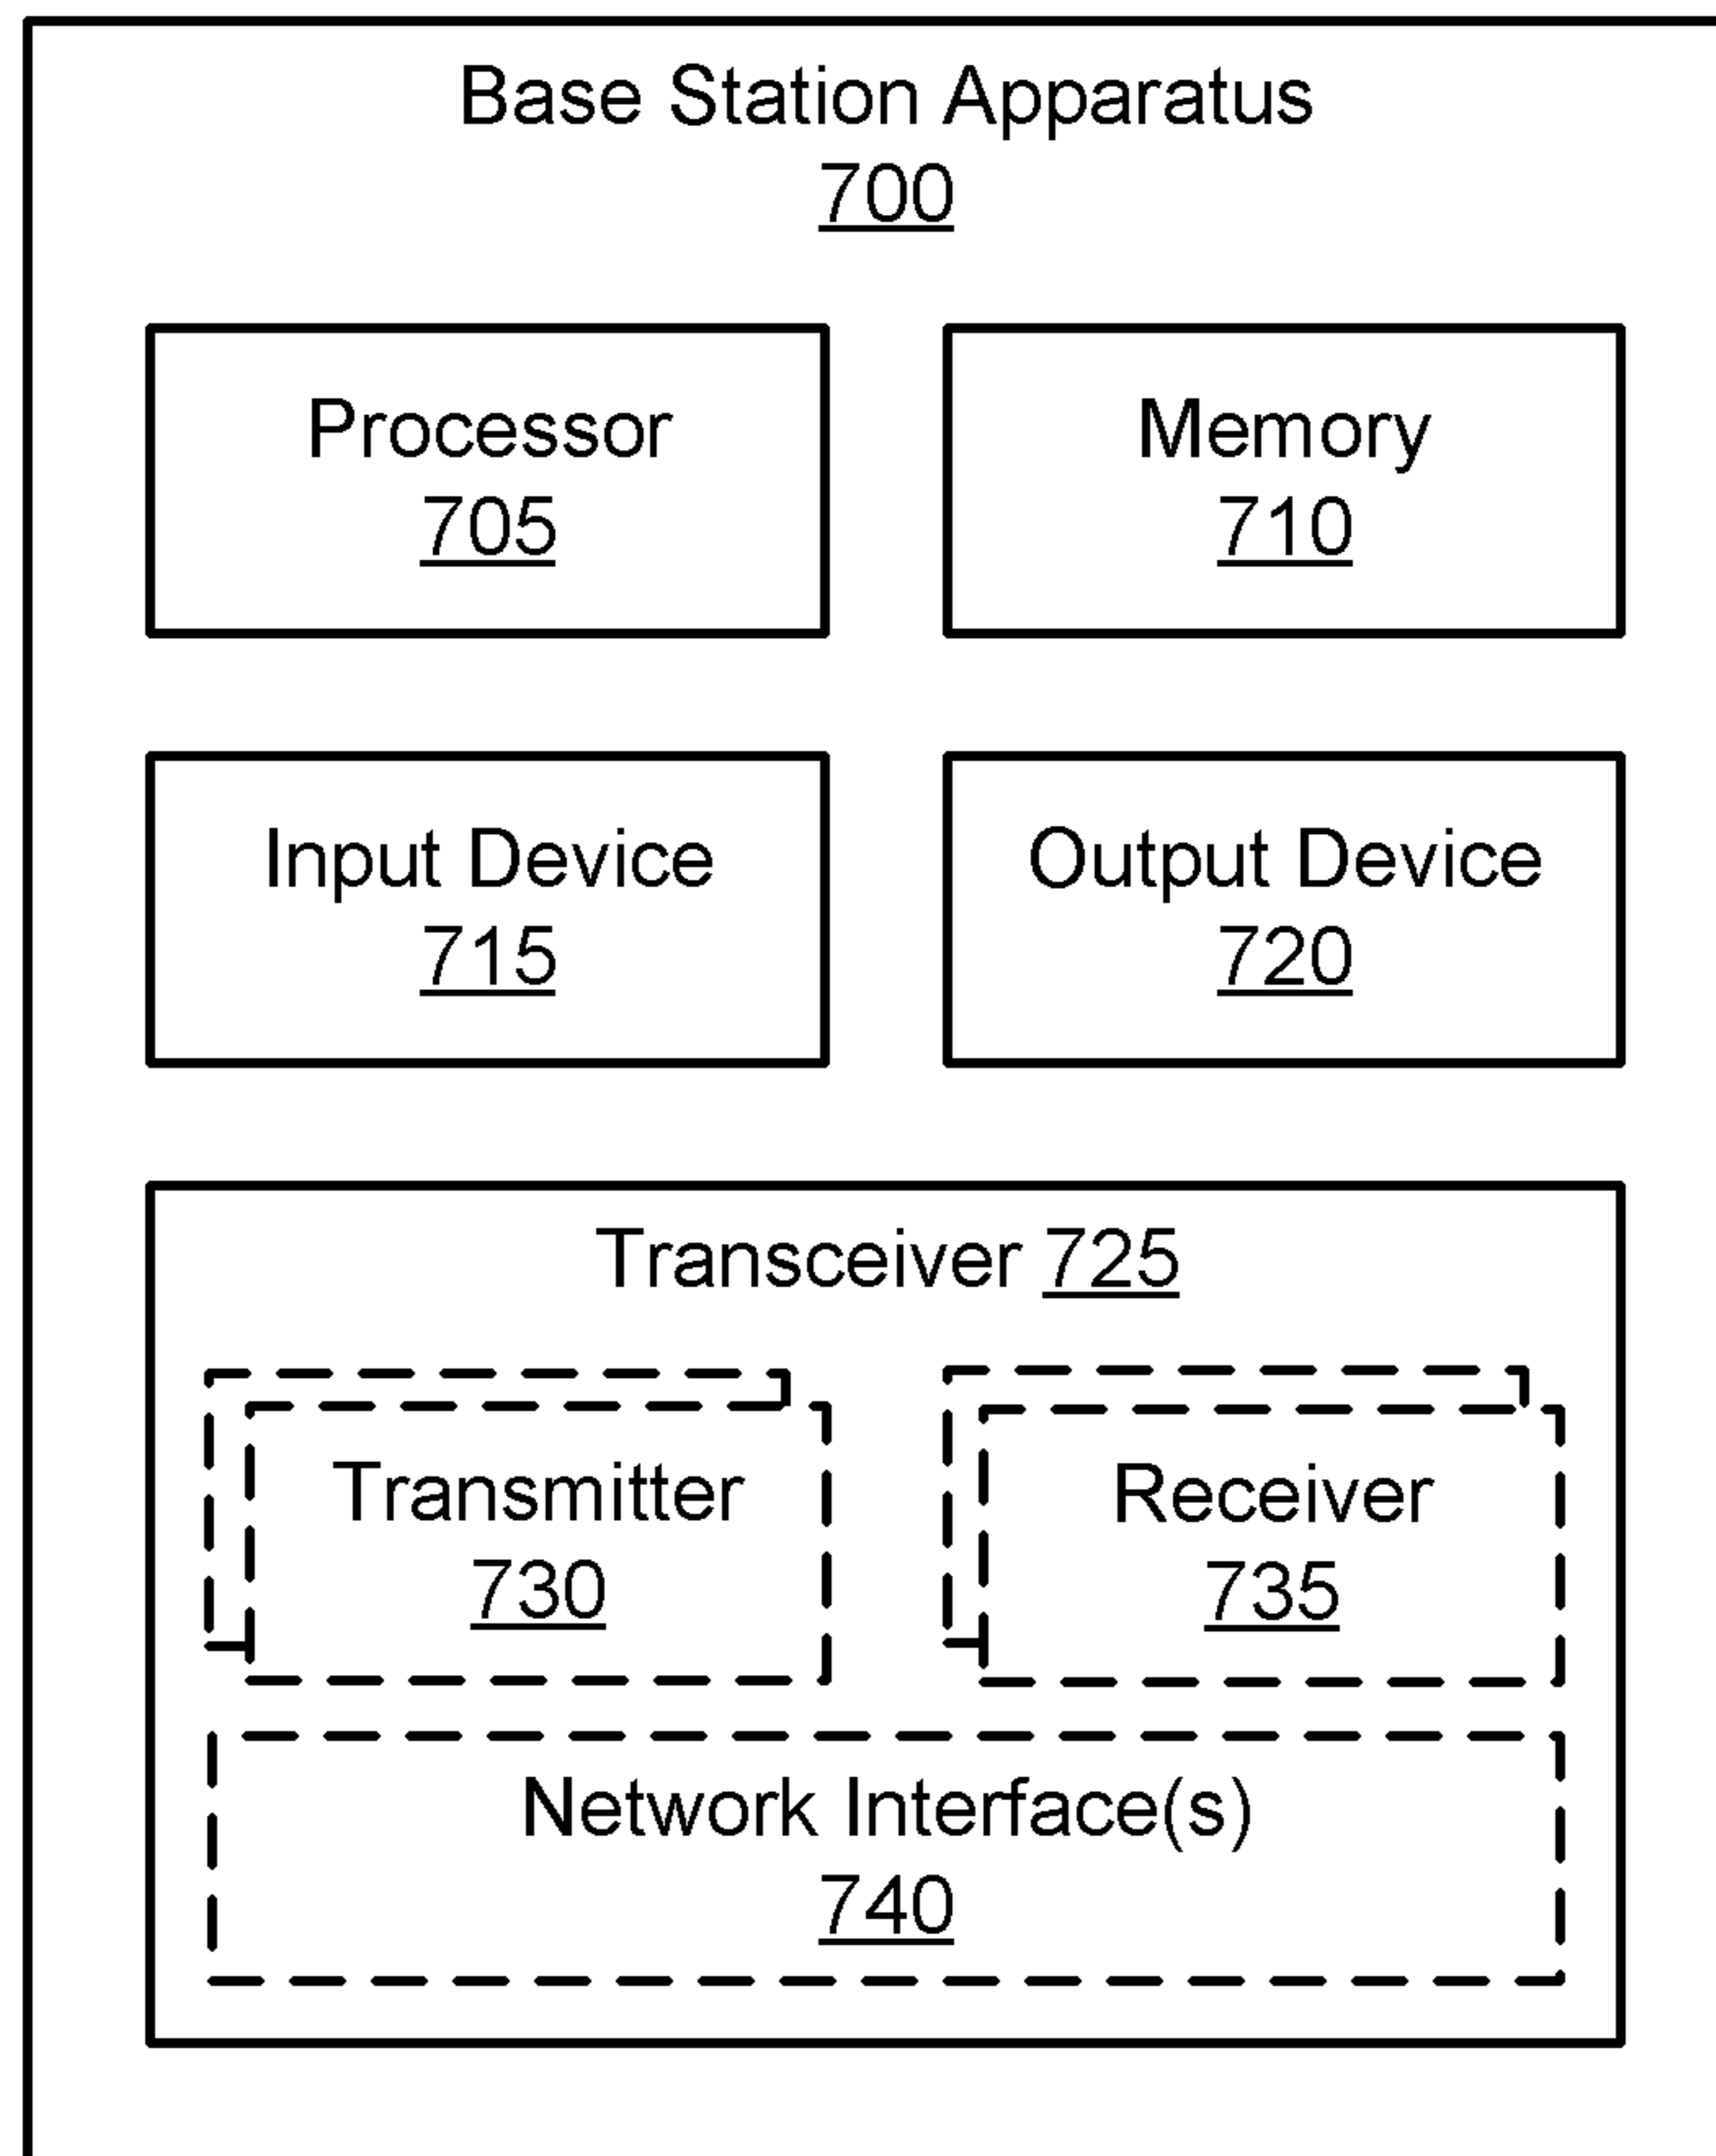 Base Station Apparatus
700
Processor
705
Memory
710
Input Device
715
Output Device
720
Transceiver 725
Transmitter
730
Receiver
735
Network Interface(s)
740